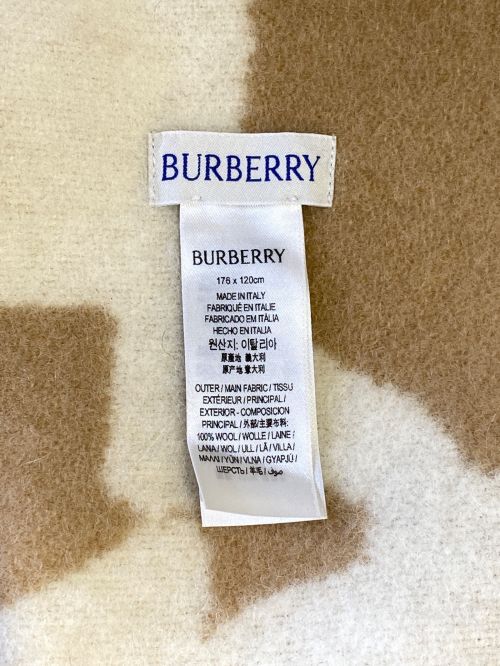 BURBERRY
BURBERRY
176 x 120cm
MADE IN ITALY
FABRIQUÉ EN ITALIE
FABRICADO EM ITÁLIA
HECHO EN ITALIA
원산지: 이탈리아
原產地 義大利
原产地 意大利
OUTER / MAIN FABRIC / TISSU
EXTÉRIEUR / PRINCIPAL /
EXTERIOR - COMPOSICION
PRINCIPAL / 外部/主要布料:
100% WOOL / WOLLE / LAINE /
LANA / WOL / ULL / LÃ / VILLA /
ΜΑΛΛΙ / YÜN / VLNA / GYAPJÚ /
ШЕРСТЬ / 羊毛 / صوف